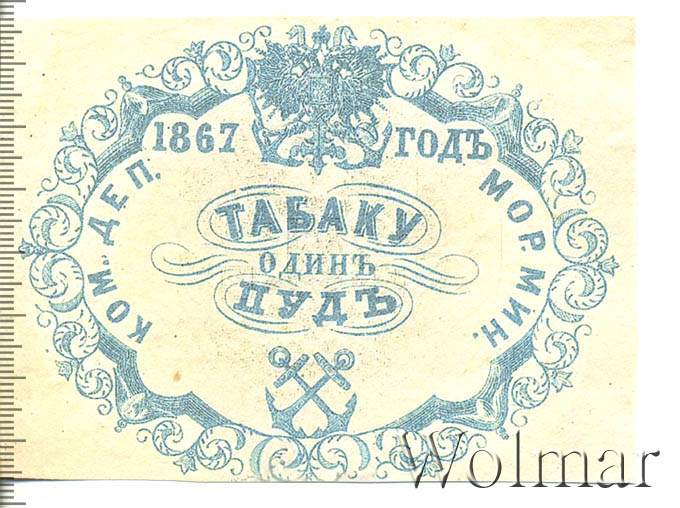 1867 ГОДЪ
КОМ. ДЕП. МОР. МИН.
ТАБАКУ
ОДИНЪ
ПУДЪ
Wolmar